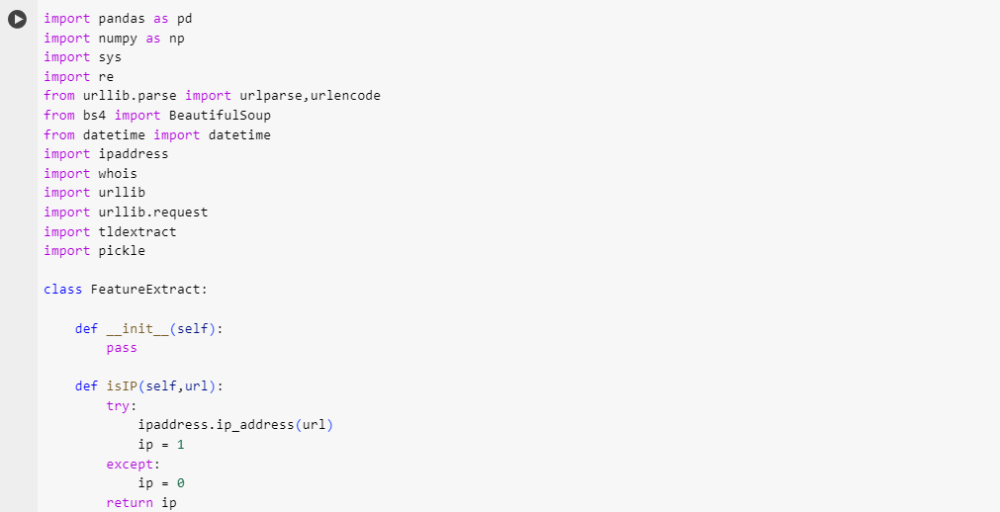 import pandas as pd
import numpy as np
import sys
import re
from urllib.parse import urlparse,urlencode
from bs4 import BeautifulSoup
from datetime import datetime
import ipaddress
import whois
import urllib
import urllib.request
import tldextract
import pickle

class FeatureExtract:

    def __init__(self):
        pass

    def isIP(self,url):
        try:
            ipaddress.ip_address(url)
            ip = 1
        except:
            ip = 0
        return ip